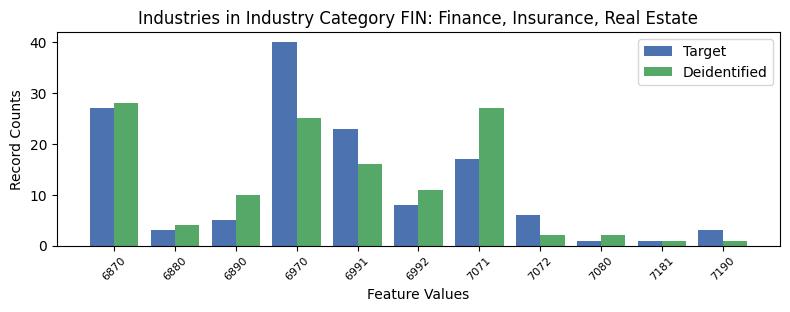 Industries in Industry Category FIN: Finance, Insurance, Real Estate
Target
Deidentified
Record Counts
40
30
20
10
0
6870 6880 6890 6970 6991 6992 7071 7072 7080 7181 7190
Feature Values